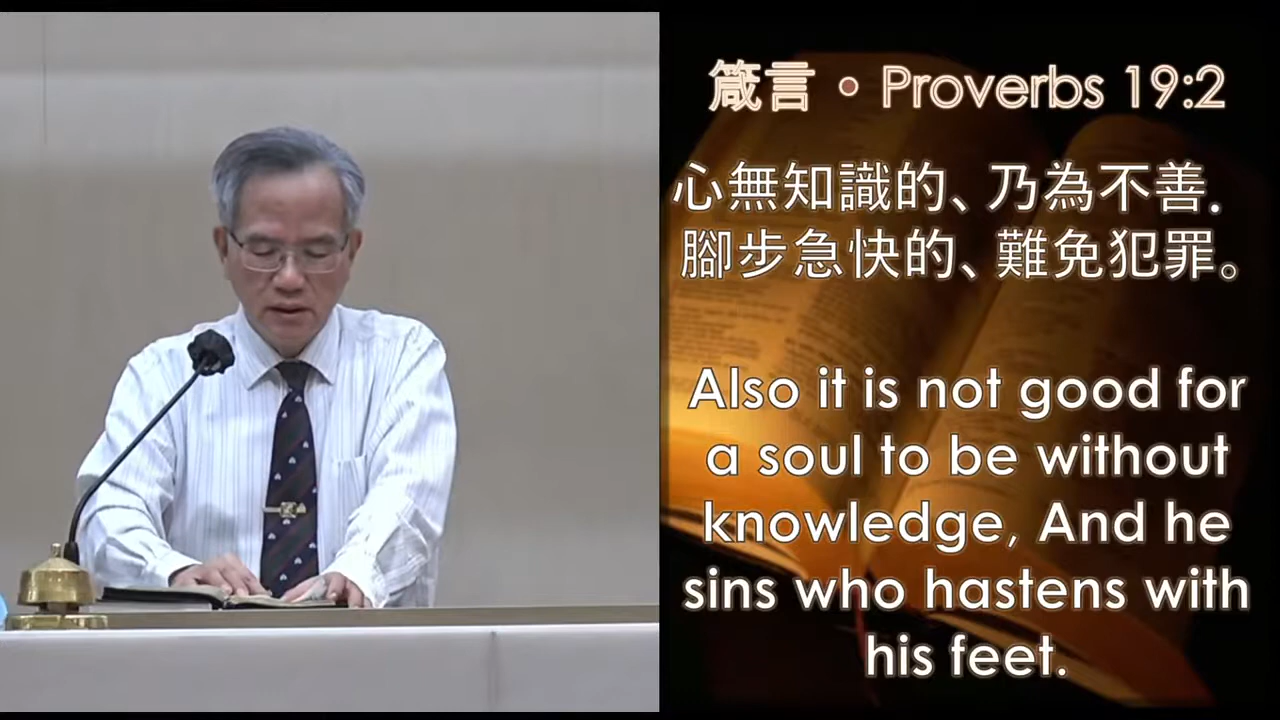 箴言 • Proverbs 19:2
心無知識的、乃為不善.
腳步急快的、難免犯罪。
Also it is not good for
a soul to be without
knowledge, And he
sins who hastens with
his feet.